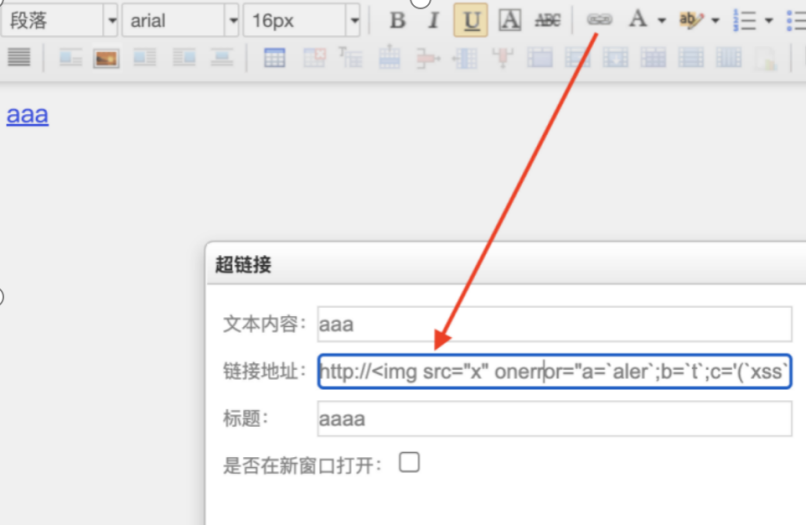 段落 arial 16px B I U A ABC A ab
aaa
超链接
文本内容： aaa
链接地址： http://<img src="x" onerror="a=`aler`;b=`t`;c='(`xss`
标题： aaaa
是否在新窗口打开：